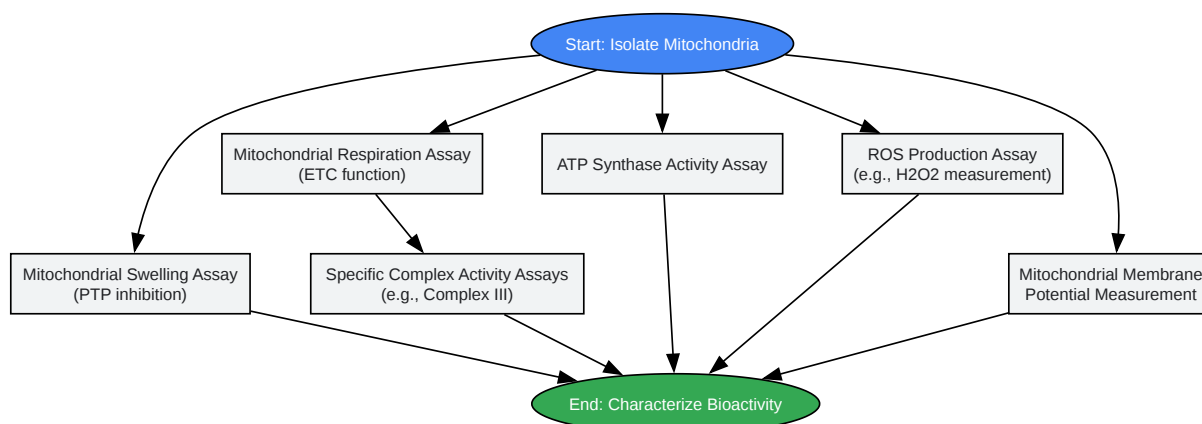 Start: Isolate Mitochondria
Mitochondrial Respiration Assay
(ETC function)
ATP Synthase Activity Assay
ROS Production Assay
(e.g., H2O2 measurement)
Mitochondrial Swelling Assay
(PTP inhibition)
Specific Complex Activity Assays
(e.g., Complex III)
Mitochondrial Membrane
Potential Measurement
End: Characterize Bioactivity